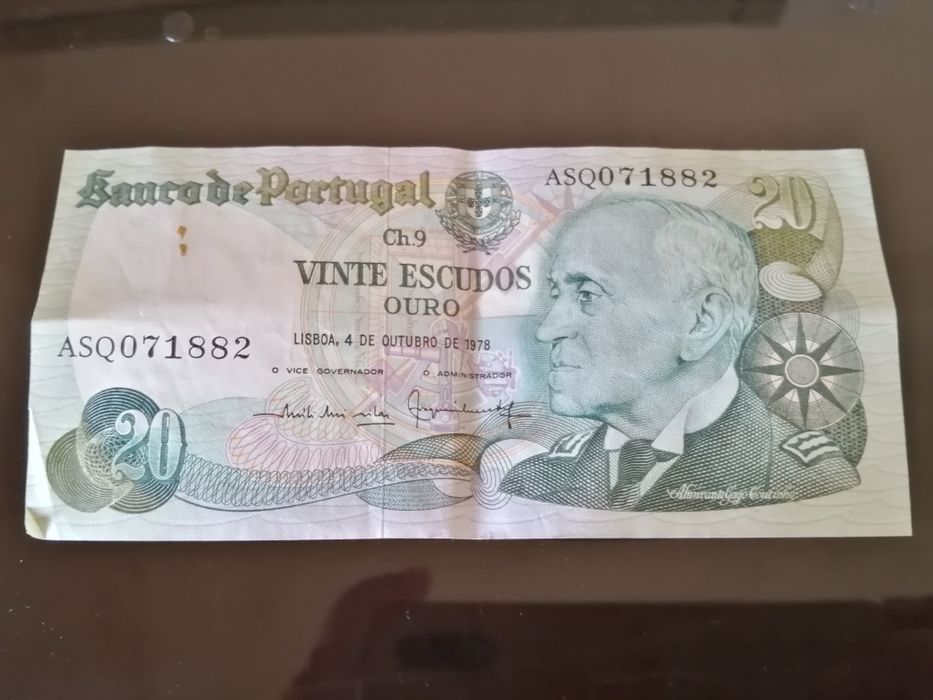 Banco de Portugal
ASQ071882
20
Ch.9
VINTE ESCUDOS
OURO
LISBOA, 4 DE OUTUBRO DE 1978
ASQ071882
O VICE GOVERNADOR
O ADMINISTRADOR
20
Almirante Gago Coutinho